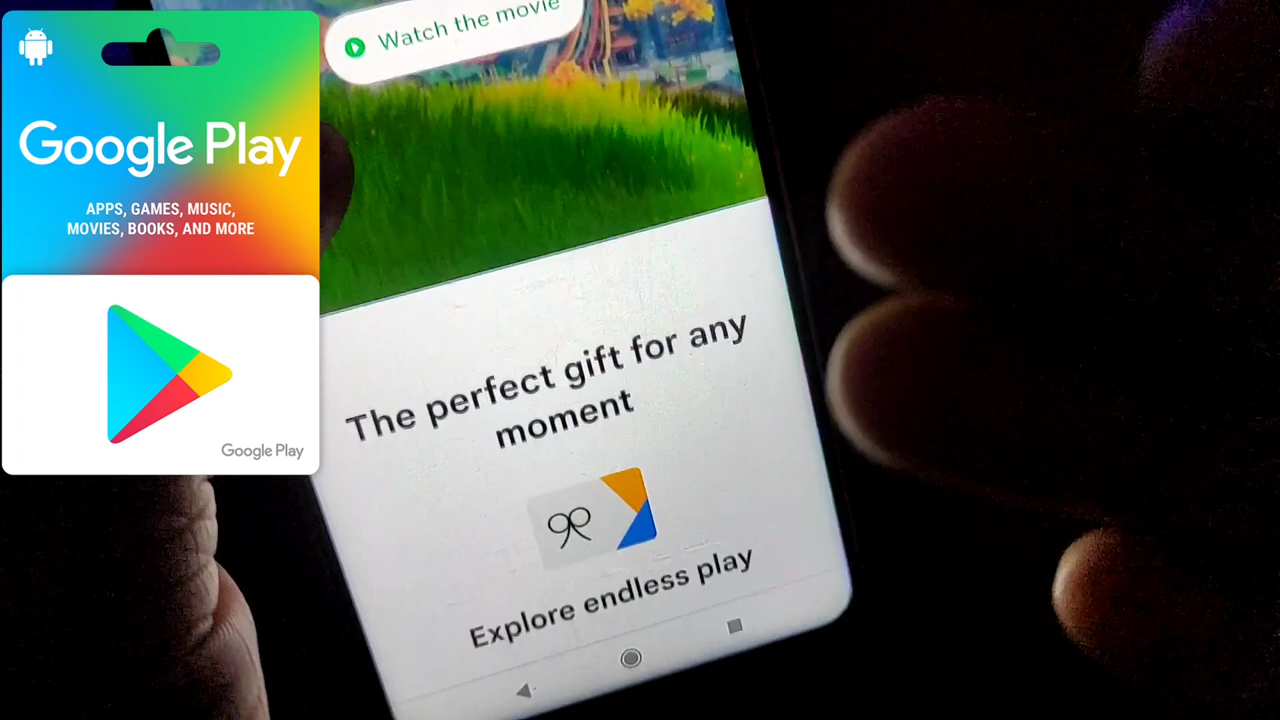 Google Play
APPS, GAMES, MUSIC,
MOVIES, BOOKS, AND MORE
Google Play
Watch the movie
The perfect gift for any
moment
Explore endless play